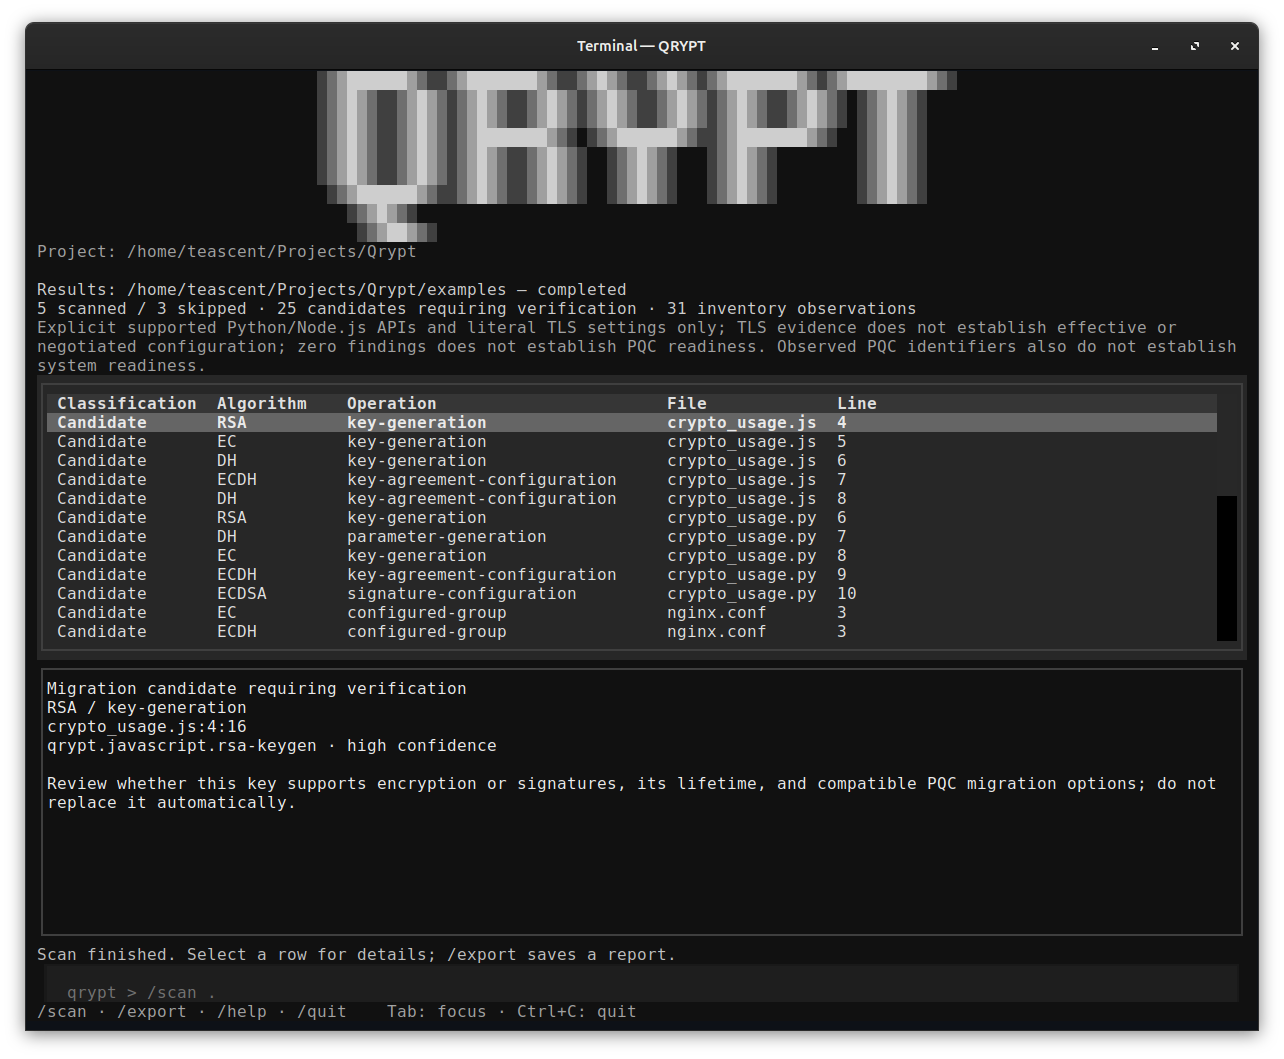 Terminal — QRYPT
QRYPT
Project: /home/teascent/Projects/Qrypt
Results: /home/teascent/Projects/Qrypt/examples — completed
5 scanned / 3 skipped · 25 candidates requiring verification · 31 inventory observations
Explicit supported Python/Node.js APIs and literal TLS settings only; TLS evidence does not establish effective or
negotiated configuration; zero findings does not establish PQC readiness. Observed PQC identifiers also do not establish
system readiness.
Classification Algorithm Operation File Line
Candidate RSA key-generation crypto_usage.js 4
Candidate EC key-generation crypto_usage.js 5
Candidate DH key-generation crypto_usage.js 6
Candidate ECDH key-agreement-configuration crypto_usage.js 7
Candidate DH key-agreement-configuration crypto_usage.js 8
Candidate RSA key-generation crypto_usage.py 6
Candidate DH parameter-generation crypto_usage.py 7
Candidate EC key-generation crypto_usage.py 8
Candidate ECDH key-agreement-configuration crypto_usage.py 9
Candidate ECDSA signature-configuration crypto_usage.py 10
Candidate EC configured-group nginx.conf 3
Candidate ECDH configured-group nginx.conf 3
Migration candidate requiring verification
RSA / key-generation
crypto_usage.js:4:16
qrypt.javascript.rsa-keygen · high confidence
Review whether this key supports encryption or signatures, its lifetime, and compatible PQC migration options; do not
replace it automatically.
Scan finished. Select a row for details; /export saves a report.
qrypt > /scan .
/scan · /export · /help · /quit Tab: focus · Ctrl+C: quit